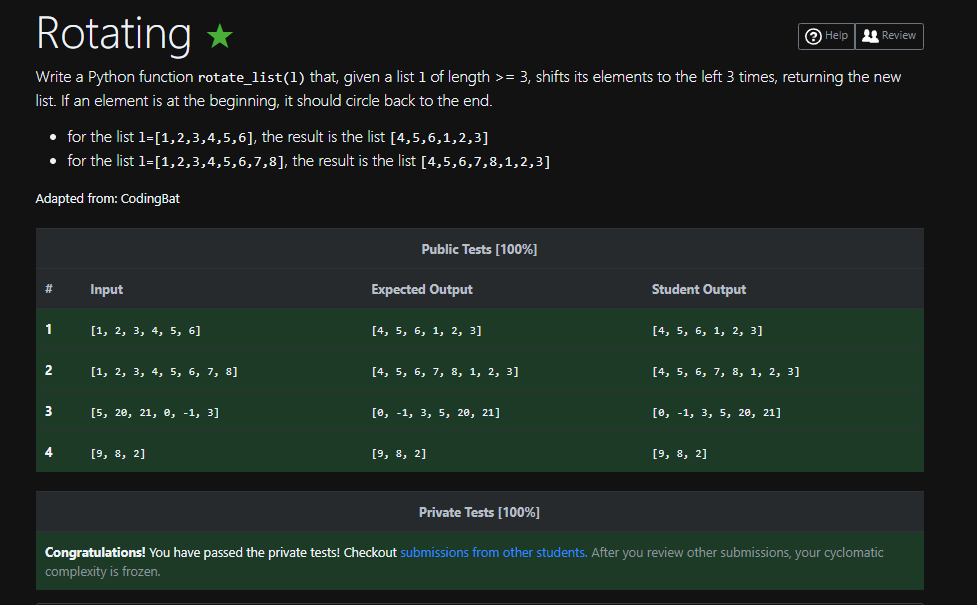 Rotating
Help
Review
Write a Python function rotate_list(l) that, given a list l of length >= 3, shifts its elements to the left 3 times, returning the new
list. If an element is at the beginning, it should circle back to the end.
for the list l=[1,2,3,4,5,6], the result is the list [4,5,6,1,2,3]
for the list l=[1,2,3,4,5,6,7,8], the result is the list [4,5,6,7,8,1,2,3]
Adapted from: CodingBat
Public Tests [100%]
# Input Expected Output Student Output
1 [1, 2, 3, 4, 5, 6] [4, 5, 6, 1, 2, 3] [4, 5, 6, 1, 2, 3]
2 [1, 2, 3, 4, 5, 6, 7, 8] [4, 5, 6, 7, 8, 1, 2, 3] [4, 5, 6, 7, 8, 1, 2, 3]
3 [5, 20, 21, 0, -1, 3] [0, -1, 3, 5, 20, 21] [0, -1, 3, 5, 20, 21]
4 [9, 8, 2] [9, 8, 2] [9, 8, 2]
Private Tests [100%]
Congratulations! You have passed the private tests! Checkout submissions from other students. After you review other submissions, your cyclomatic
complexity is frozen.